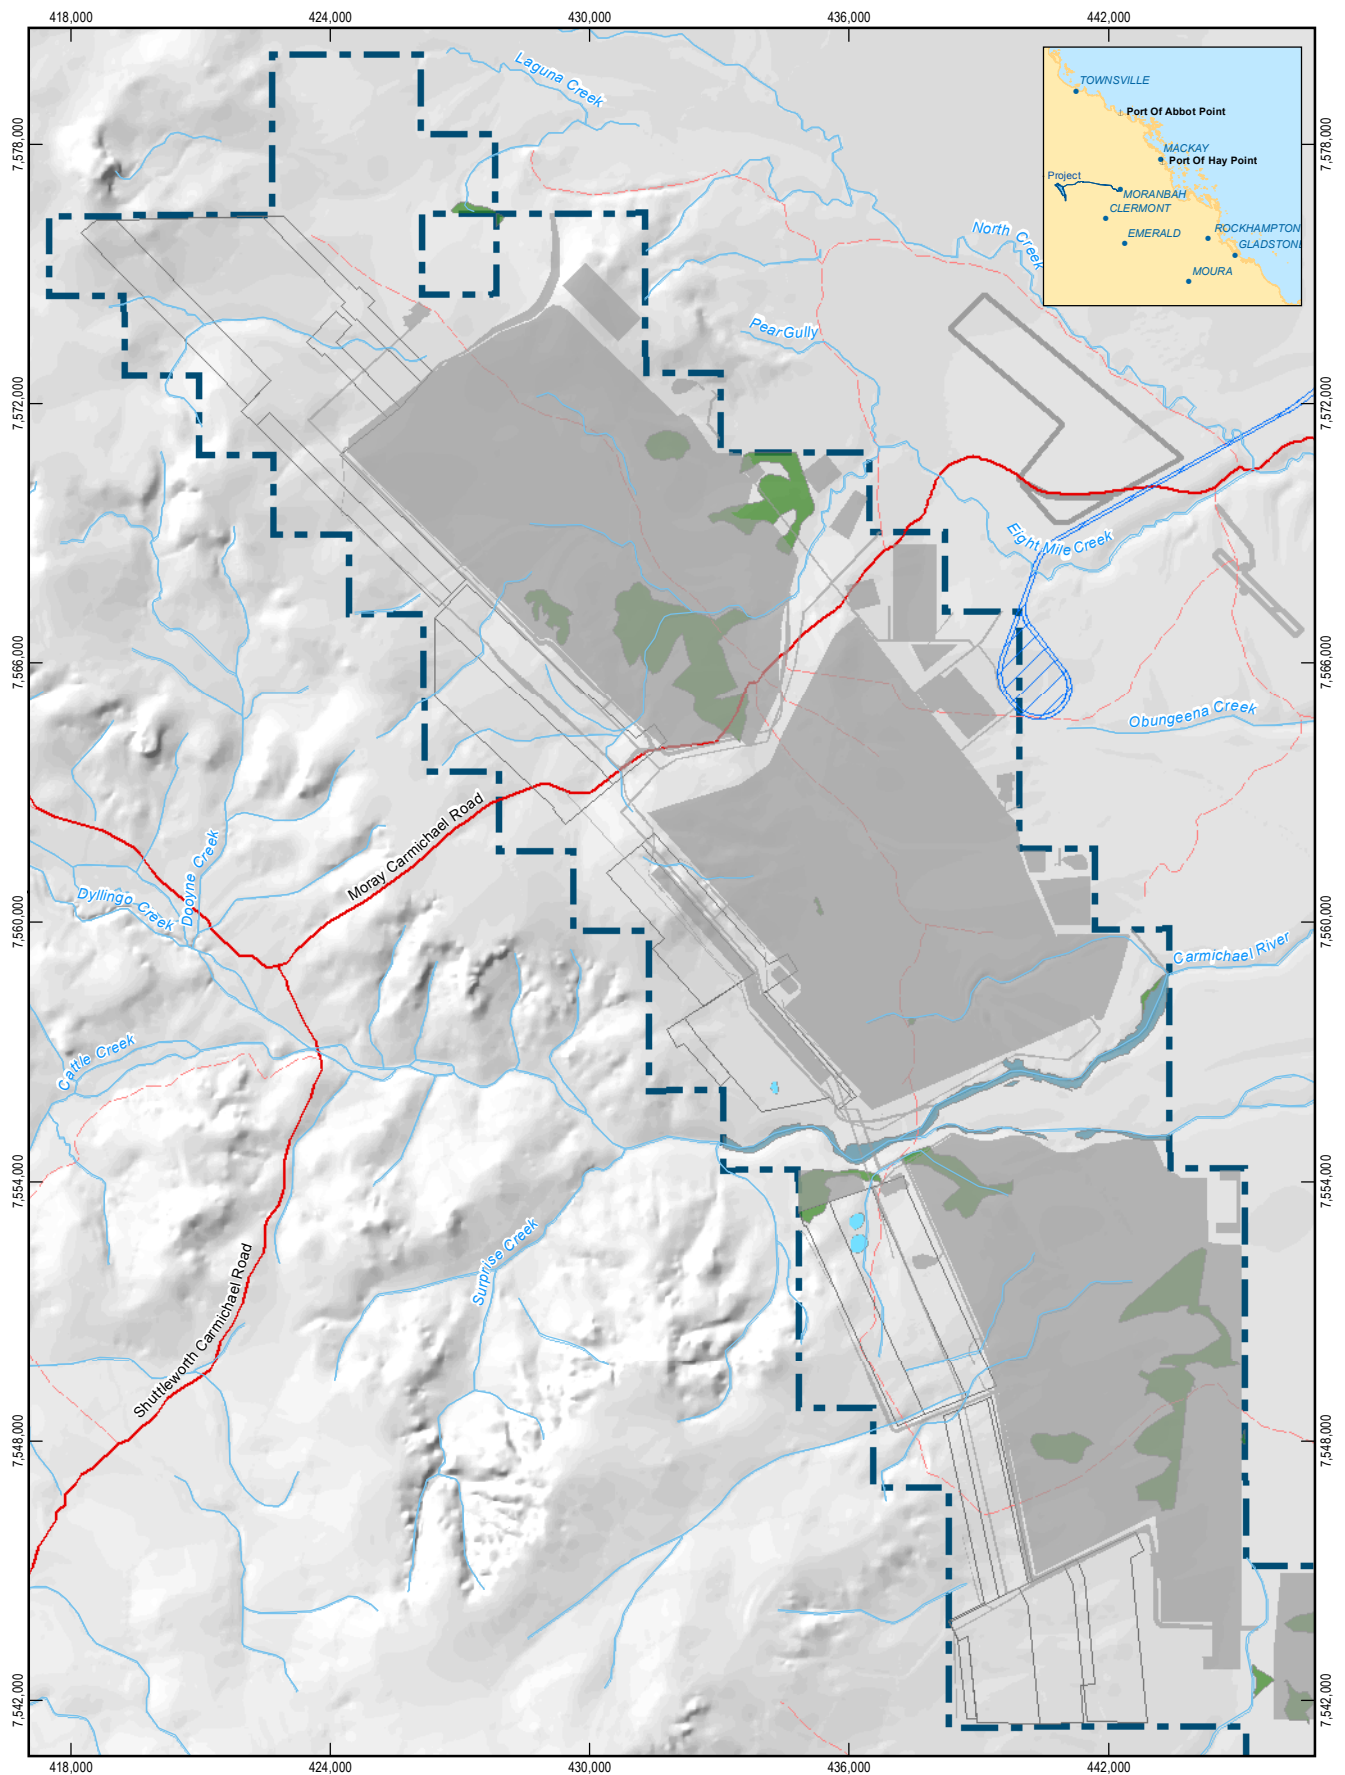 418,000
424,000
430,000
436,000
442,000
Laguna Creek
7,578,000
7,578,000
TOWNSVILLE
Port Of Abbot Point
MACKAY
Port Of Hay Point
Project
MORANBAH
CLERMONT
EMERALD
ROCKHAMPTON
GLADSTONE
MOURA
North Creek
Pear Gully
7,572,000
7,572,000
Eight Mile Creek
7,566,000
7,566,000
Obungeena Creek
Moray Carmichael Road
Dooyne Creek
Dyllingo Creek
7,560,000
7,560,000
Carmichael River
Cattle Creek
7,554,000
7,554,000
Surprise Creek
Shuttleworth Carmichael Road
7,548,000
7,548,000
7,542,000
7,542,000
418,000
424,000
430,000
436,000
442,000